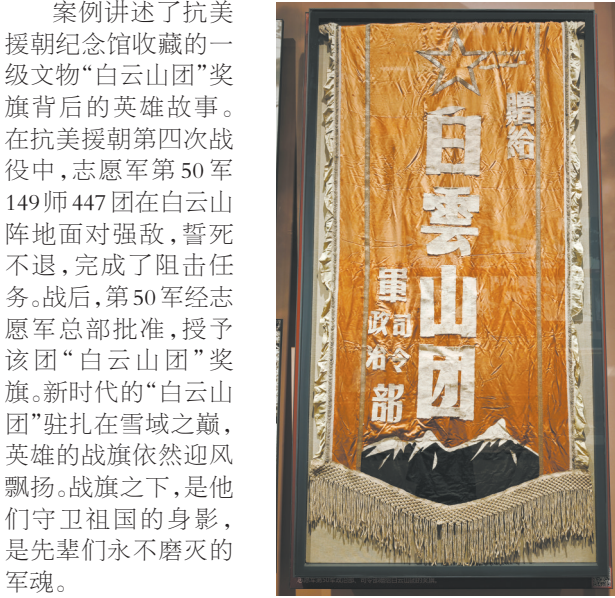 案例讲述了抗美
援朝纪念馆收藏的一
级文物“白云山团”奖
旗背后的英雄故事。
在抗美援朝第四次战
役中，志愿军第50军
149师447团在白云山
阵地面对强敌，誓死
不退，完成了阻击任
务。战后，第50军经志
愿军总部批准，授予
该团“白云山团”奖
旗。新时代的“白云山
团”驻扎在雪域之巅，
英雄的战旗依然迎风
飘扬。战旗之下，是他
们守卫祖国的身影，
是先辈们永不磨灭的
军魂。
贈给
白雲山团
軍
司令
政治
部